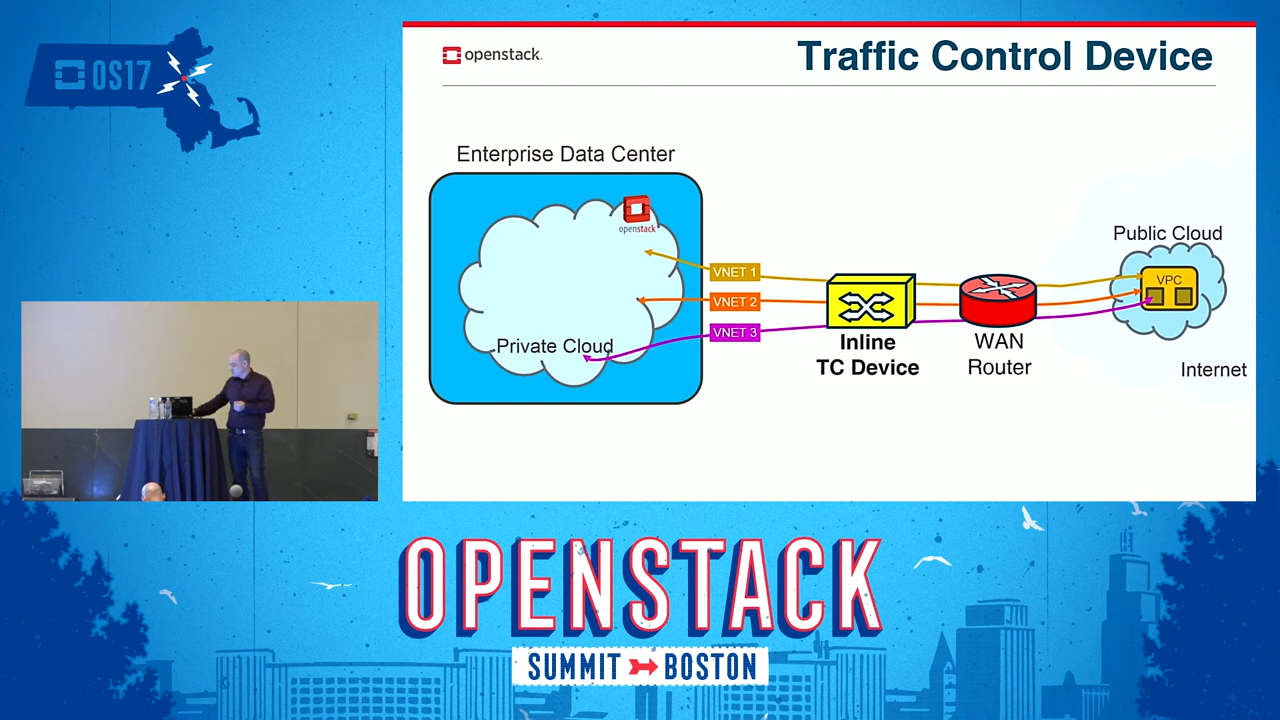 OS17
openstack.
Traffic Control Device
Enterprise Data Center
openstack
Private Cloud
VNET 1
VNET 2
VNET 3
Inline
TC Device
WAN
Router
Public Cloud
VPC
Internet
OPENSTACK
SUMMIT BOSTON